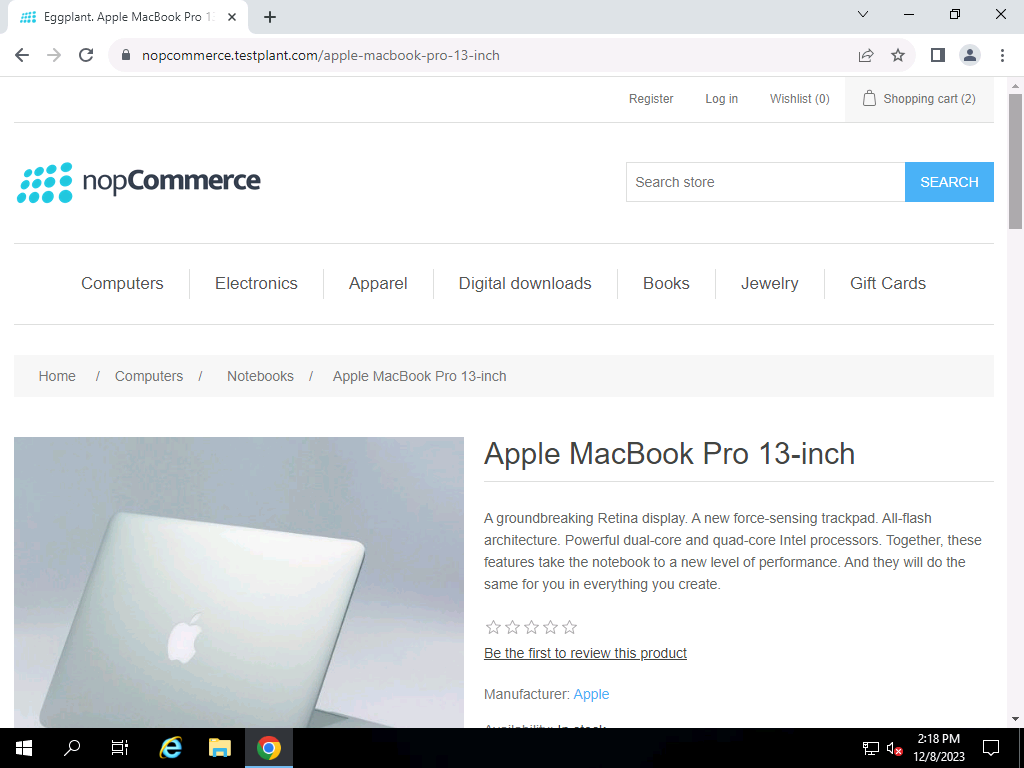 Eggplant. Apple MacBook Pro 1
nopcommerce.testplant.com/apple-macbook-pro-13-inch
Register
Log in
Wishlist (0)
Shopping cart (2)
nopCommerce
Search store
SEARCH
Computers
Electronics
Apparel
Digital downloads
Books
Jewelry
Gift Cards
Home / Computers / Notebooks / Apple MacBook Pro 13-inch
Apple MacBook Pro 13-inch
A groundbreaking Retina display. A new force-sensing trackpad. All-flash
architecture. Powerful dual-core and quad-core Intel processors. Together, these
features take the notebook to a new level of performance. And they will do the
same for you in everything you create.
Be the first to review this product
Manufacturer: Apple
Availability: In stock
2:18 PM
12/8/2023